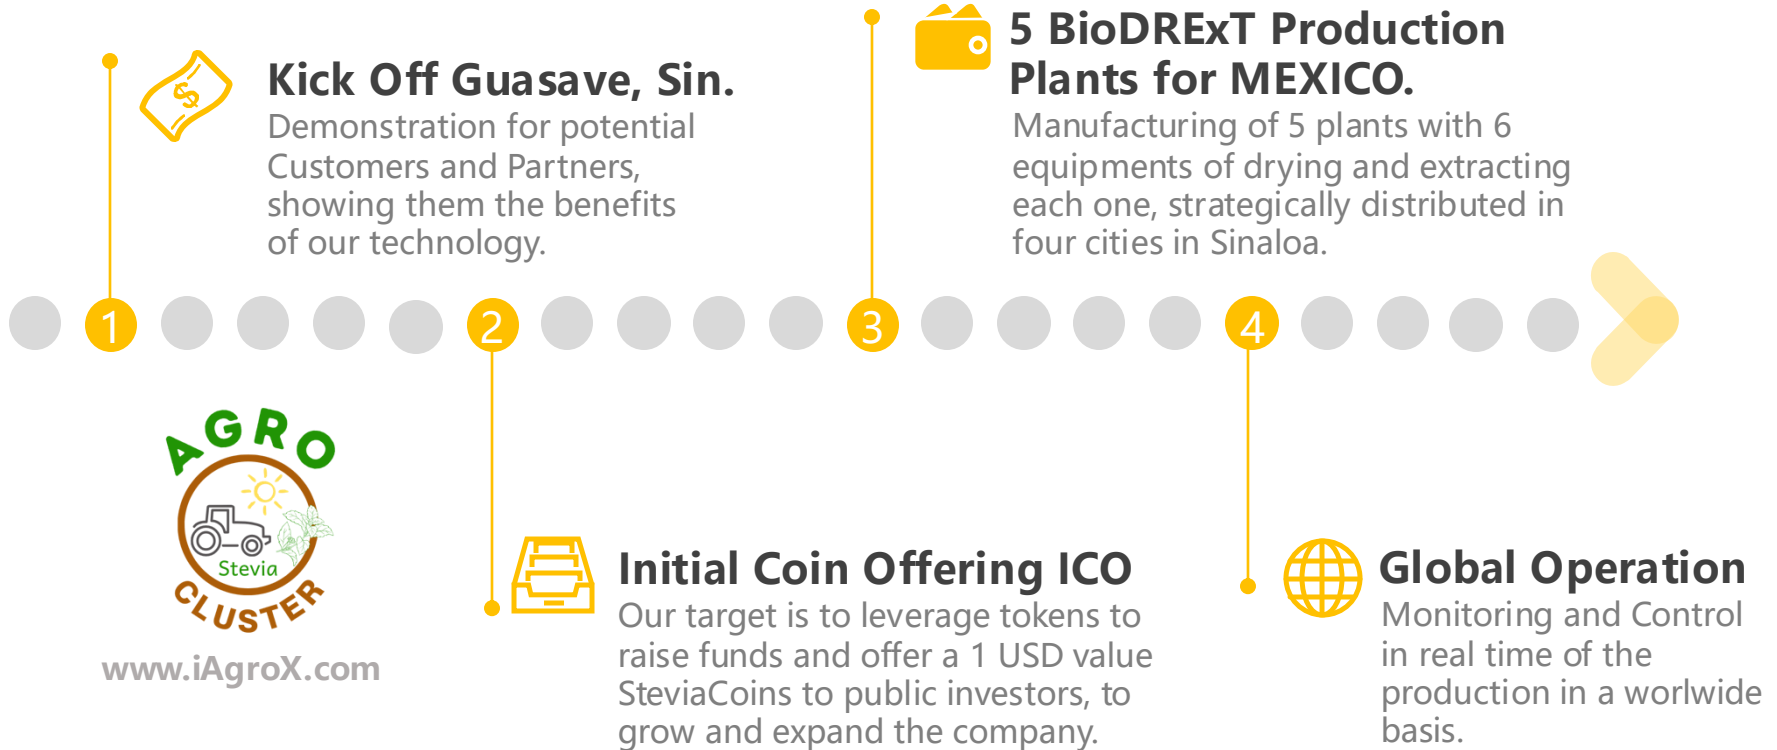 Kick Off Guasave, Sin.
Demonstration for potential
Customers and Partners,
showing them the benefits
of our technology.
5 BioDRExT Production
Plants for MEXICO.
Manufacturing of 5 plants with 6
equipments of drying and extracting
each one, strategically distributed in
four cities in Sinaloa.
1
2
3
4
AGRO
Stevia
CLUSTER
www.iAgroX.com
Initial Coin Offering ICO
Our target is to leverage tokens to
raise funds and offer a 1 USD value
SteviaCoins to public investors, to
grow and expand the company.
Global Operation
Monitoring and Control
in real time of the
production in a worlwide
basis.